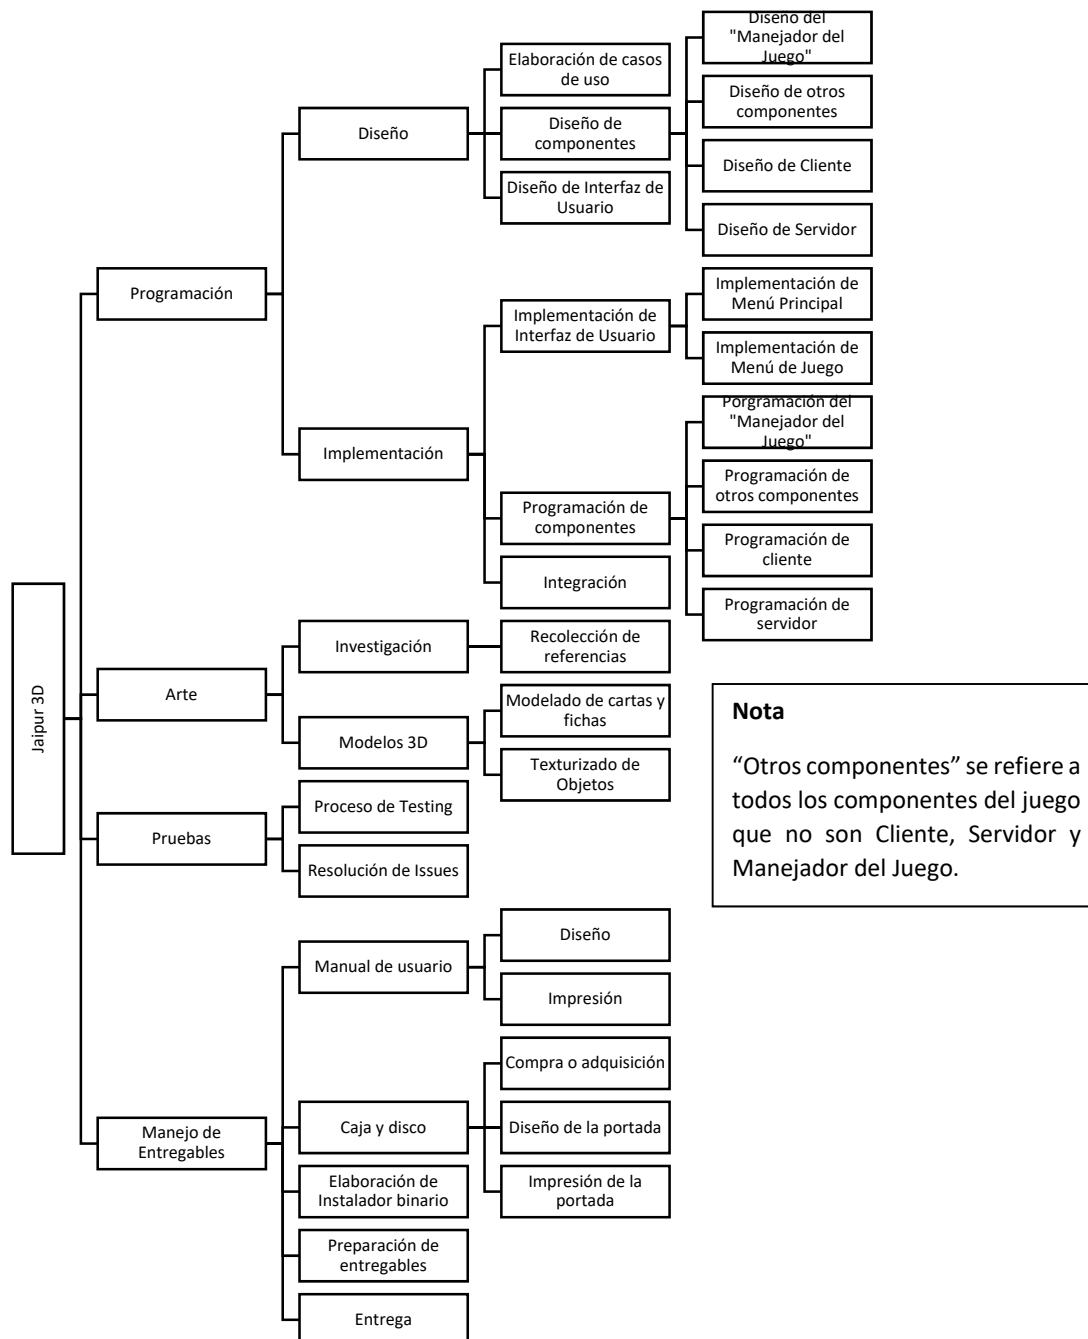 Jaipur 3D
Programación
Diseño
Elaboración de casos
de uso
Diseño de
componentes
Diseño del
"Manejador del
Juego"
Diseño de otros
componentes
Diseño de Cliente
Diseño de Servidor
Diseño de Interfaz de
Usuario
Implementación
Implementación de
Interfaz de Usuario
Implementación de
Menú Principal
Implementación de
Menú de Juego
Programación de
componentes
Porgramación del
"Manejador del
Juego"
Programación de
otros componentes
Programación de
cliente
Programación de
servidor
Integración
Arte
Investigación
Recolección de
referencias
Modelos 3D
Modelado de cartas y
fichas
Texturizado de
Objetos
Pruebas
Proceso de Testing
Resolución de Issues
Manejo de
Entregables
Manual de usuario
Diseño
Impresión
Caja y disco
Compra o adquisición
Diseño de la portada
Impresión de la
portada
Elaboración de
Instalador binario
Preparación de
entregables
Entrega
Nota
“Otros componentes” se refiere a
todos los componentes del juego
que no son Cliente, Servidor y
Manejador del Juego.